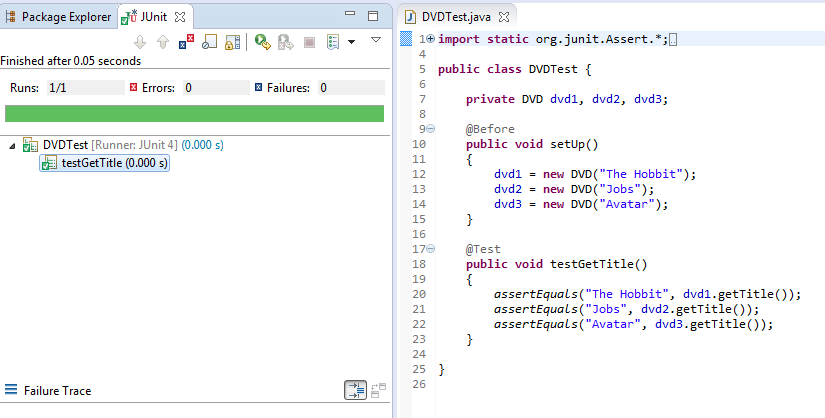 Package Explorer JUnit
Finished after 0.05 seconds
Runs: 1/1 Errors: 0 Failures: 0
DVDTest [Runner: JUnit 4] (0.000 s)
testGetTitle (0.000 s)
Failure Trace
DVDTest.java
1 import static org.junit.Assert.*;
4
5 public class DVDTest {
6
7 private DVD dvd1, dvd2, dvd3;
8
9 @Before
10 public void setUp()
11 {
12 dvd1 = new DVD("The Hobbit");
13 dvd2 = new DVD("Jobs");
14 dvd3 = new DVD("Avatar");
15 }
16
17 @Test
18 public void testGetTitle()
19 {
20 assertEquals("The Hobbit", dvd1.getTitle());
21 assertEquals("Jobs", dvd2.getTitle());
22 assertEquals("Avatar", dvd3.getTitle());
23 }
24
25 }
26